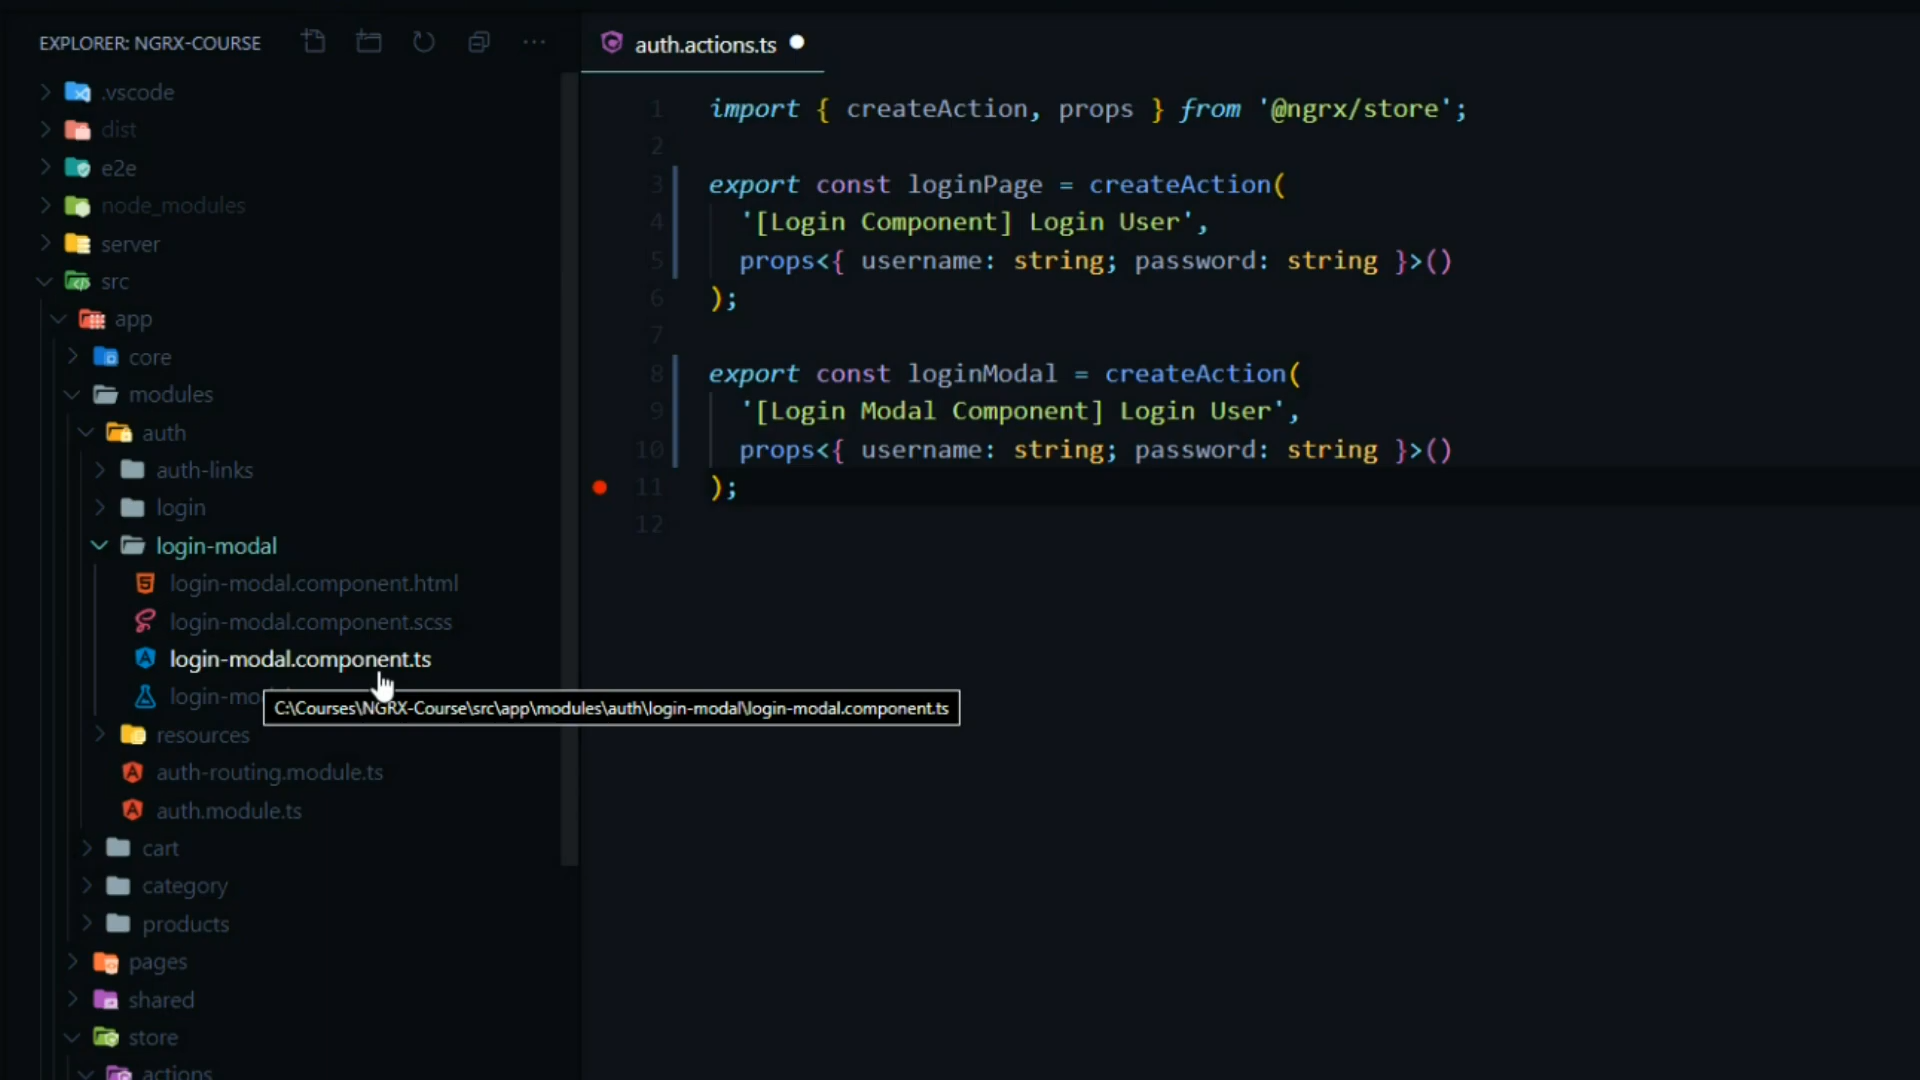 EXPLORER: NGRX-COURSE
.vscode
dist
e2e
node_modules
server
src
app
core
modules
auth
auth-links
login
login-modal
login-modal.component.html
login-modal.component.scss
login-modal.component.ts
login-mo
C:\Courses\NGRX-Course\src\app\modules\auth\login-modal\login-modal.component.ts
resources
auth-routing.module.ts
auth.module.ts
cart
category
products
pages
shared
store
actions
auth.actions.ts
1 import { createAction, props } from '@ngrx/store';
2
3 export const loginPage = createAction(
4 '[Login Component] Login User',
5 props<{ username: string; password: string }>()
6 );
7
8 export const loginModal = createAction(
9 '[Login Modal Component] Login User',
10 props<{ username: string; password: string }>()
11 );
12